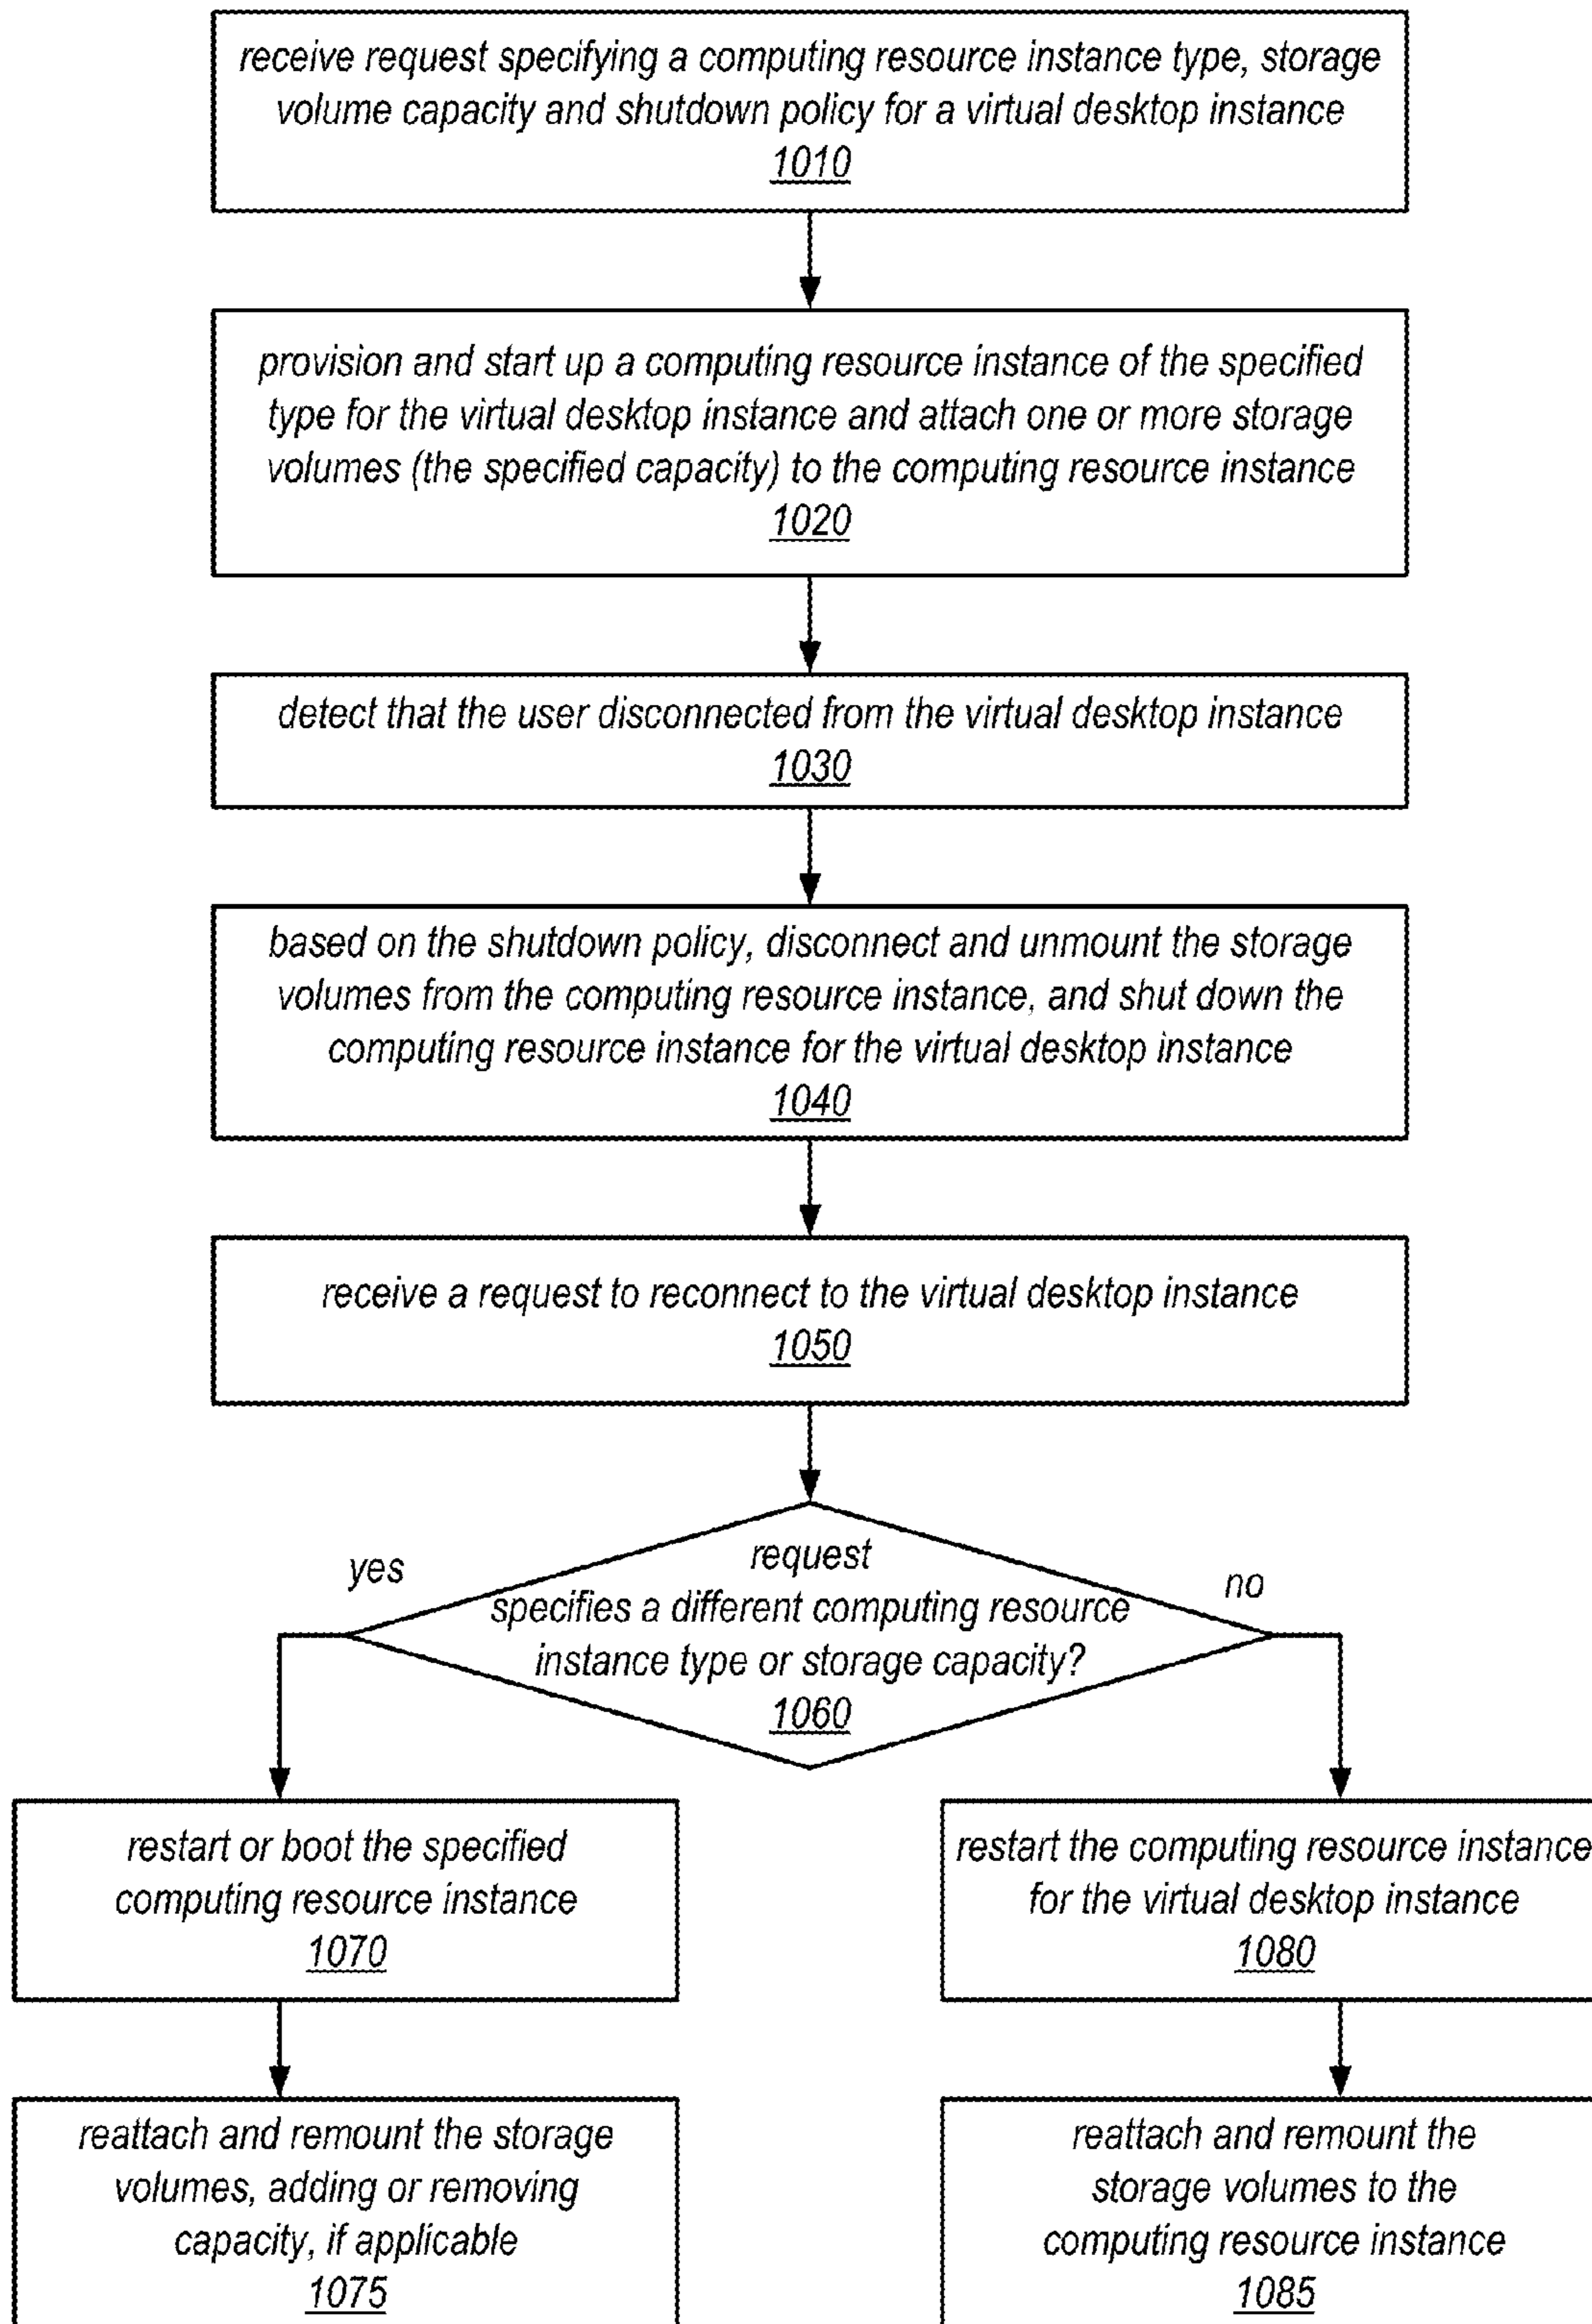 receive request specifying a computing resource instance type, storage
volume capacity and shutdown policy for a virtual desktop instance
1010
provision and start up a computing resource instance of the specified
type for the virtual desktop instance and attach one or more storage
volumes (the specified capacity) to the computing resource instance
1020
detect that the user disconnected from the virtual desktop instance
1030
based on the shutdown policy, disconnect and unmount the storage
volumes from the computing resource instance, and shut down the
computing resource instance for the virtual desktop instance
1040
receive a request to reconnect to the virtual desktop instance
1050
request
specifies a different computing resource
instance type or storage capacity?
1060
yes
no
restart or boot the specified
computing resource instance
1070
restart the computing resource instance
for the virtual desktop instance
1080
reattach and remount the storage
volumes, adding or removing
capacity, if applicable
1075
reattach and remount the
storage volumes to the
computing resource instance
1085